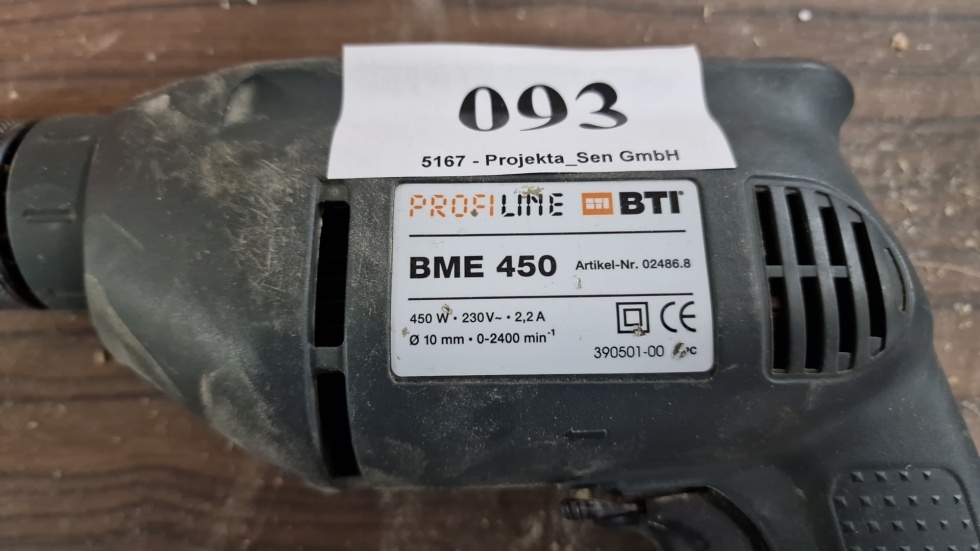 093
5167 - Projekta_Sen GmbH
PROFILINE BTI®
BME 450 Artikel-Nr. 02486.8
450 W • 230 V~ • 2,2 A
Ø 10 mm • 0-2400 min⁻¹
CE
390501-00